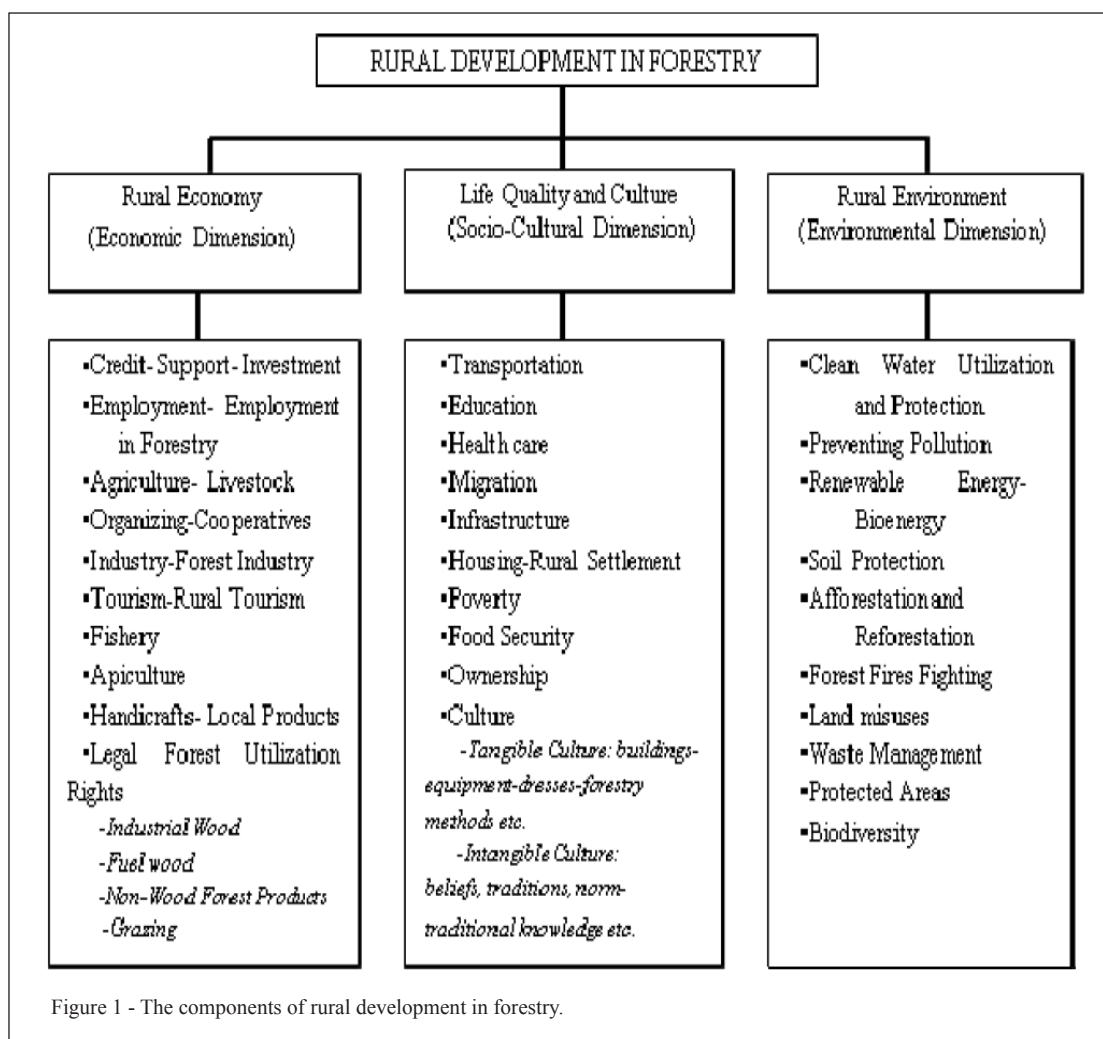 RURAL DEVELOPMENT IN FORESTRY
Rural Economy
(Economic Dimension)
Life Quality and Culture
(Socio-Cultural Dimension)
Rural Environment
(Environmental Dimension)
▪Credit- Support- Investment
▪Employment- Employment
in Forestry
▪Agriculture- Livestock
▪Organizing-Cooperatives
▪Industry-Forest Industry
▪Tourism-Rural Tourism
▪Fishery
▪Apiculture
▪Handicrafts- Local Products
▪Legal Forest Utilization
Rights
-Industrial Wood
-Fuel wood
-Non-Wood Forest Products
-Grazing
▪Transportation
▪Education
▪Health care
▪Migration
▪Infrastructure
▪Housing-Rural Settlement
▪Poverty
▪Food Security
▪Ownership
▪Culture
-Tangible Culture: buildings-
equipment-dresses-forestry
methods etc.
-Intangible Culture:
beliefs, traditions, norm-
traditional knowledge etc.
▪Clean Water Utilization
and Protection
▪Preventing Pollution
▪Renewable Energy-
Bioenergy
▪Soil Protection
▪Afforestation and
Reforestation
▪Forest Fires Fighting
▪Land misuses
▪Waste Management
▪Protected Areas
▪Biodiversity
Figure 1 - The components of rural development in forestry.